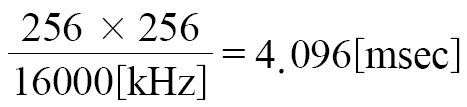 256 × 256
16000[kHz] = 4.096[msec]